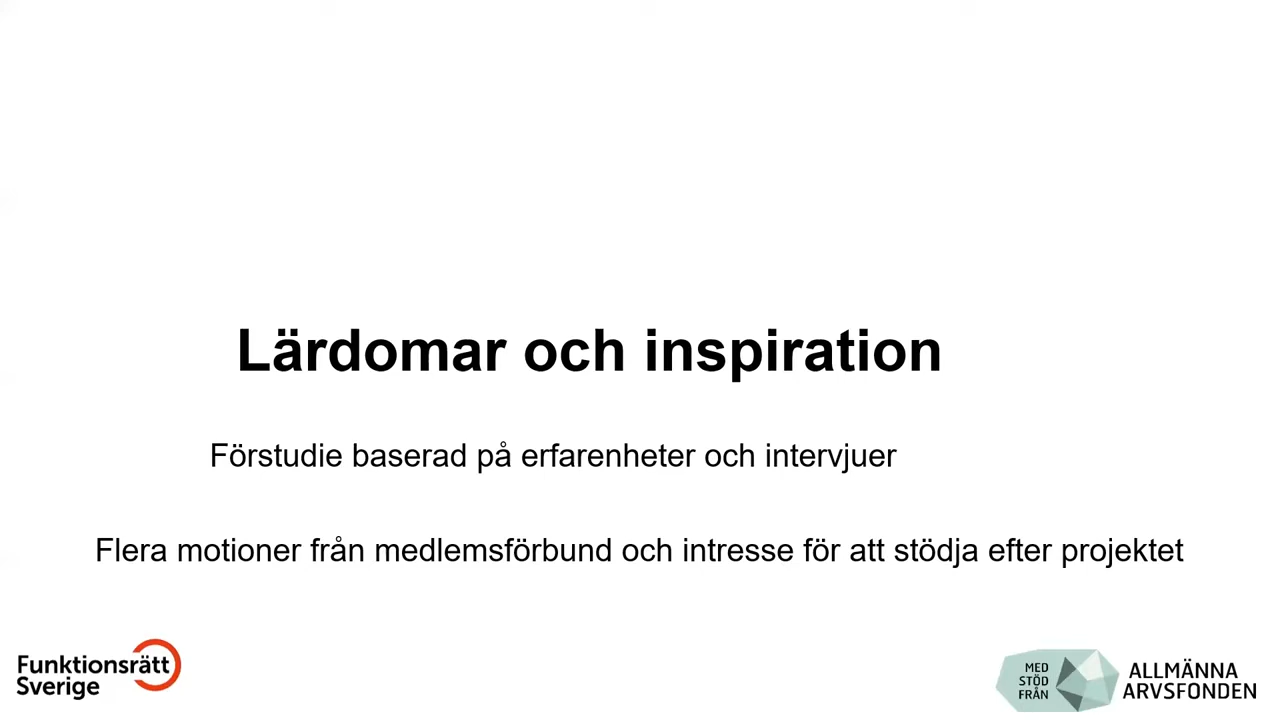 Lärdomar och inspiration
Förstudie baserad på erfarenheter och intervjuer
Flera motioner från medlemsförbund och intresse för att stödja efter projektet
Funktionsrätt
Sverige
MED
STÖD
FRÅN
ALLMÄNNA
ARVSFONDEN